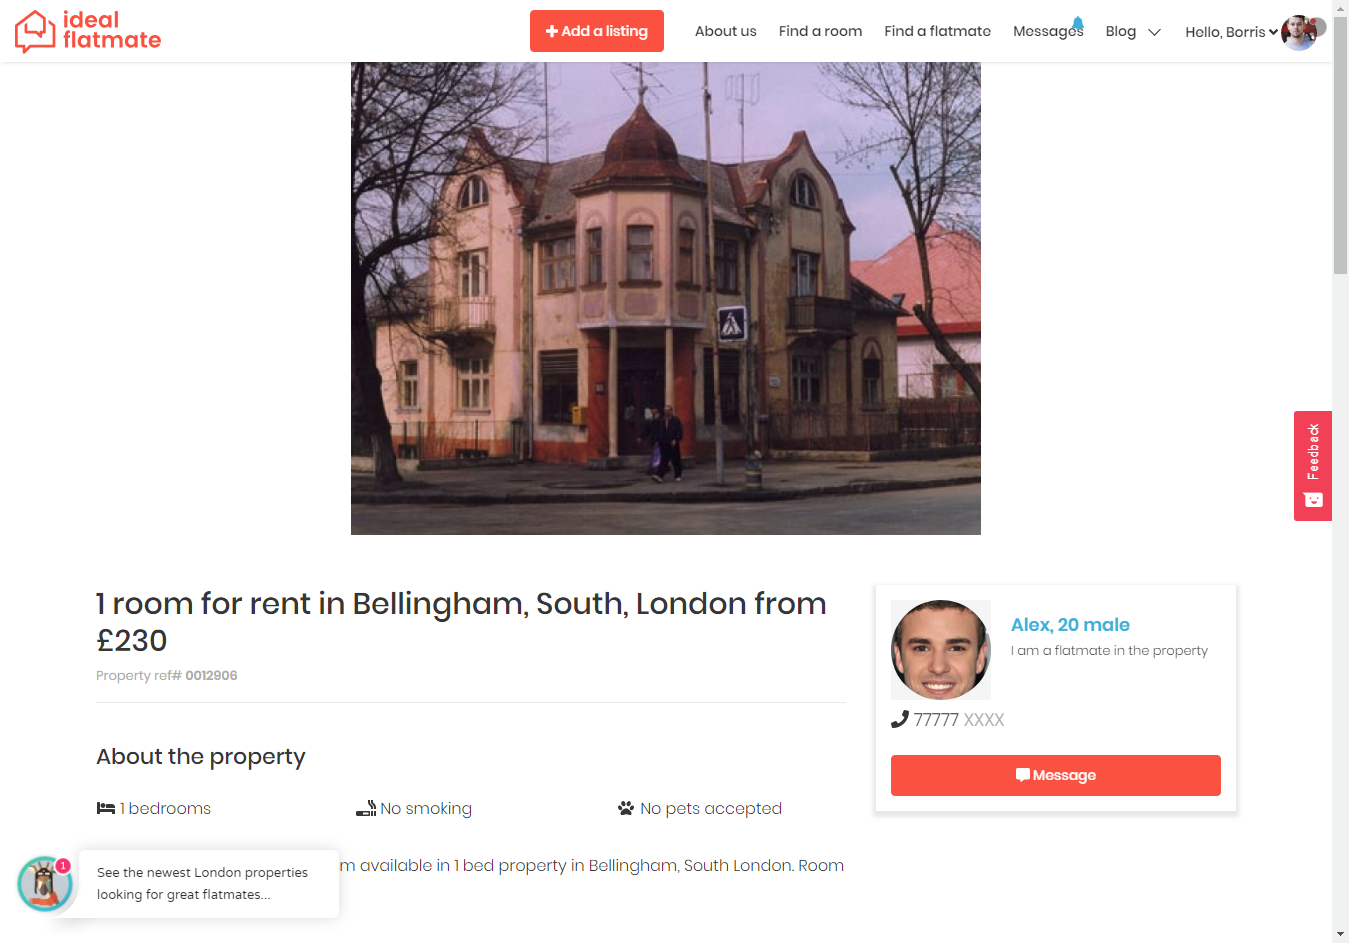 ideal
flatmate
Add a listing
About us
Find a room
Find a flatmate
Messages
Blog
Hello, Borris
Feedback
1 room for rent in Bellingham, South, London from
£230
Property ref# 0012906
Alex, 20 male
I am a flatmate in the property
77777 XXXX
Message
About the property
1 bedrooms
No smoking
No pets accepted
m available in 1 bed property in Bellingham, South London. Room
1
See the newest London properties
looking for great flatmates...